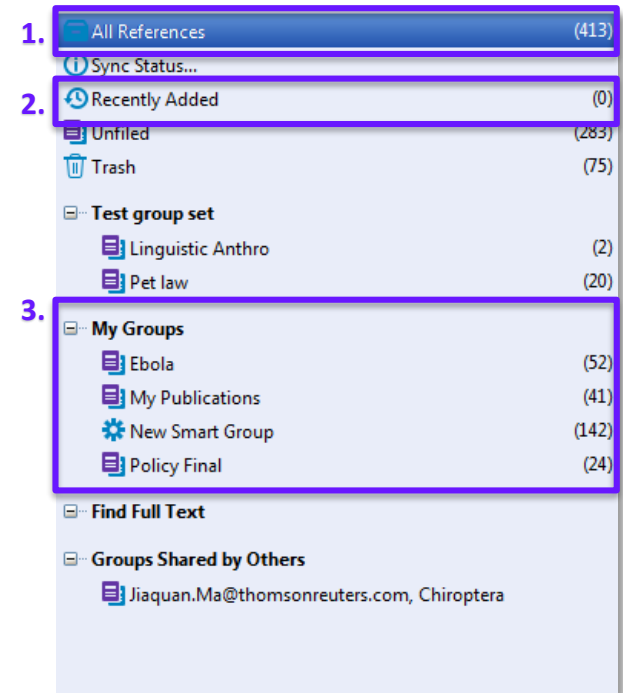 1. All References (413)
Sync Status...
2. Recently Added (0)
Unfiled (283)
Trash (75)
Test group set
Linguistic Anthro (2)
Pet law (20)
3.
My Groups
Ebola (52)
My Publications (41)
New Smart Group (142)
Policy Final (24)
Find Full Text
Groups Shared by Others
Jiaquan.Ma@thomsonreuters.com, Chiroptera